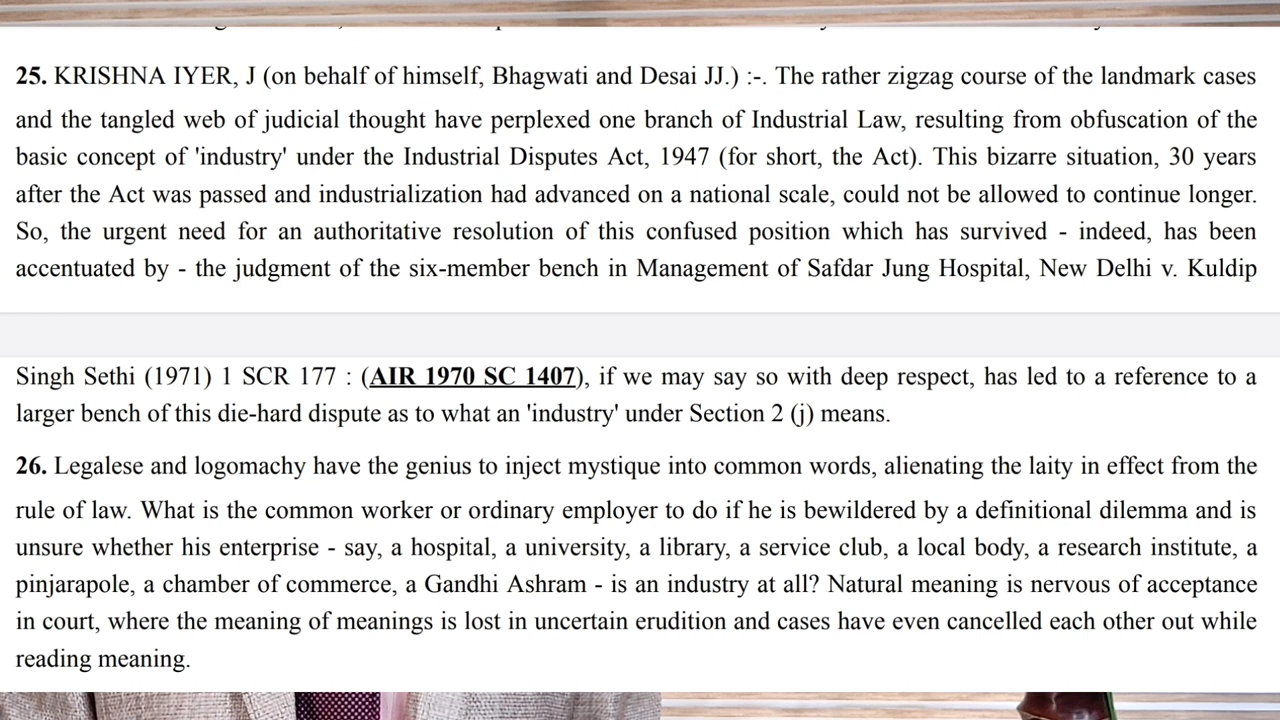 25. KRISHNA IYER, J (on behalf of himself, Bhagwati and Desai JJ.) :-. The rather zigzag course of the landmark cases
and the tangled web of judicial thought have perplexed one branch of Industrial Law, resulting from obfuscation of the
basic concept of 'industry' under the Industrial Disputes Act, 1947 (for short, the Act). This bizarre situation, 30 years
after the Act was passed and industrialization had advanced on a national scale, could not be allowed to continue longer.
So, the urgent need for an authoritative resolution of this confused position which has survived - indeed, has been
accentuated by - the judgment of the six-member bench in Management of Safdar Jung Hospital, New Delhi v. Kuldip
Singh Sethi (1971) 1 SCR 177 : (AIR 1970 SC 1407), if we may say so with deep respect, has led to a reference to a
larger bench of this die-hard dispute as to what an 'industry' under Section 2 (j) means.
26. Legalese and logomachy have the genius to inject mystique into common words, alienating the laity in effect from the
rule of law. What is the common worker or ordinary employer to do if he is bewildered by a definitional dilemma and is
unsure whether his enterprise - say, a hospital, a university, a library, a service club, a local body, a research institute, a
pinjarapole, a chamber of commerce, a Gandhi Ashram - is an industry at all? Natural meaning is nervous of acceptance
in court, where the meaning of meanings is lost in uncertain erudition and cases have even cancelled each other out while
reading meaning.